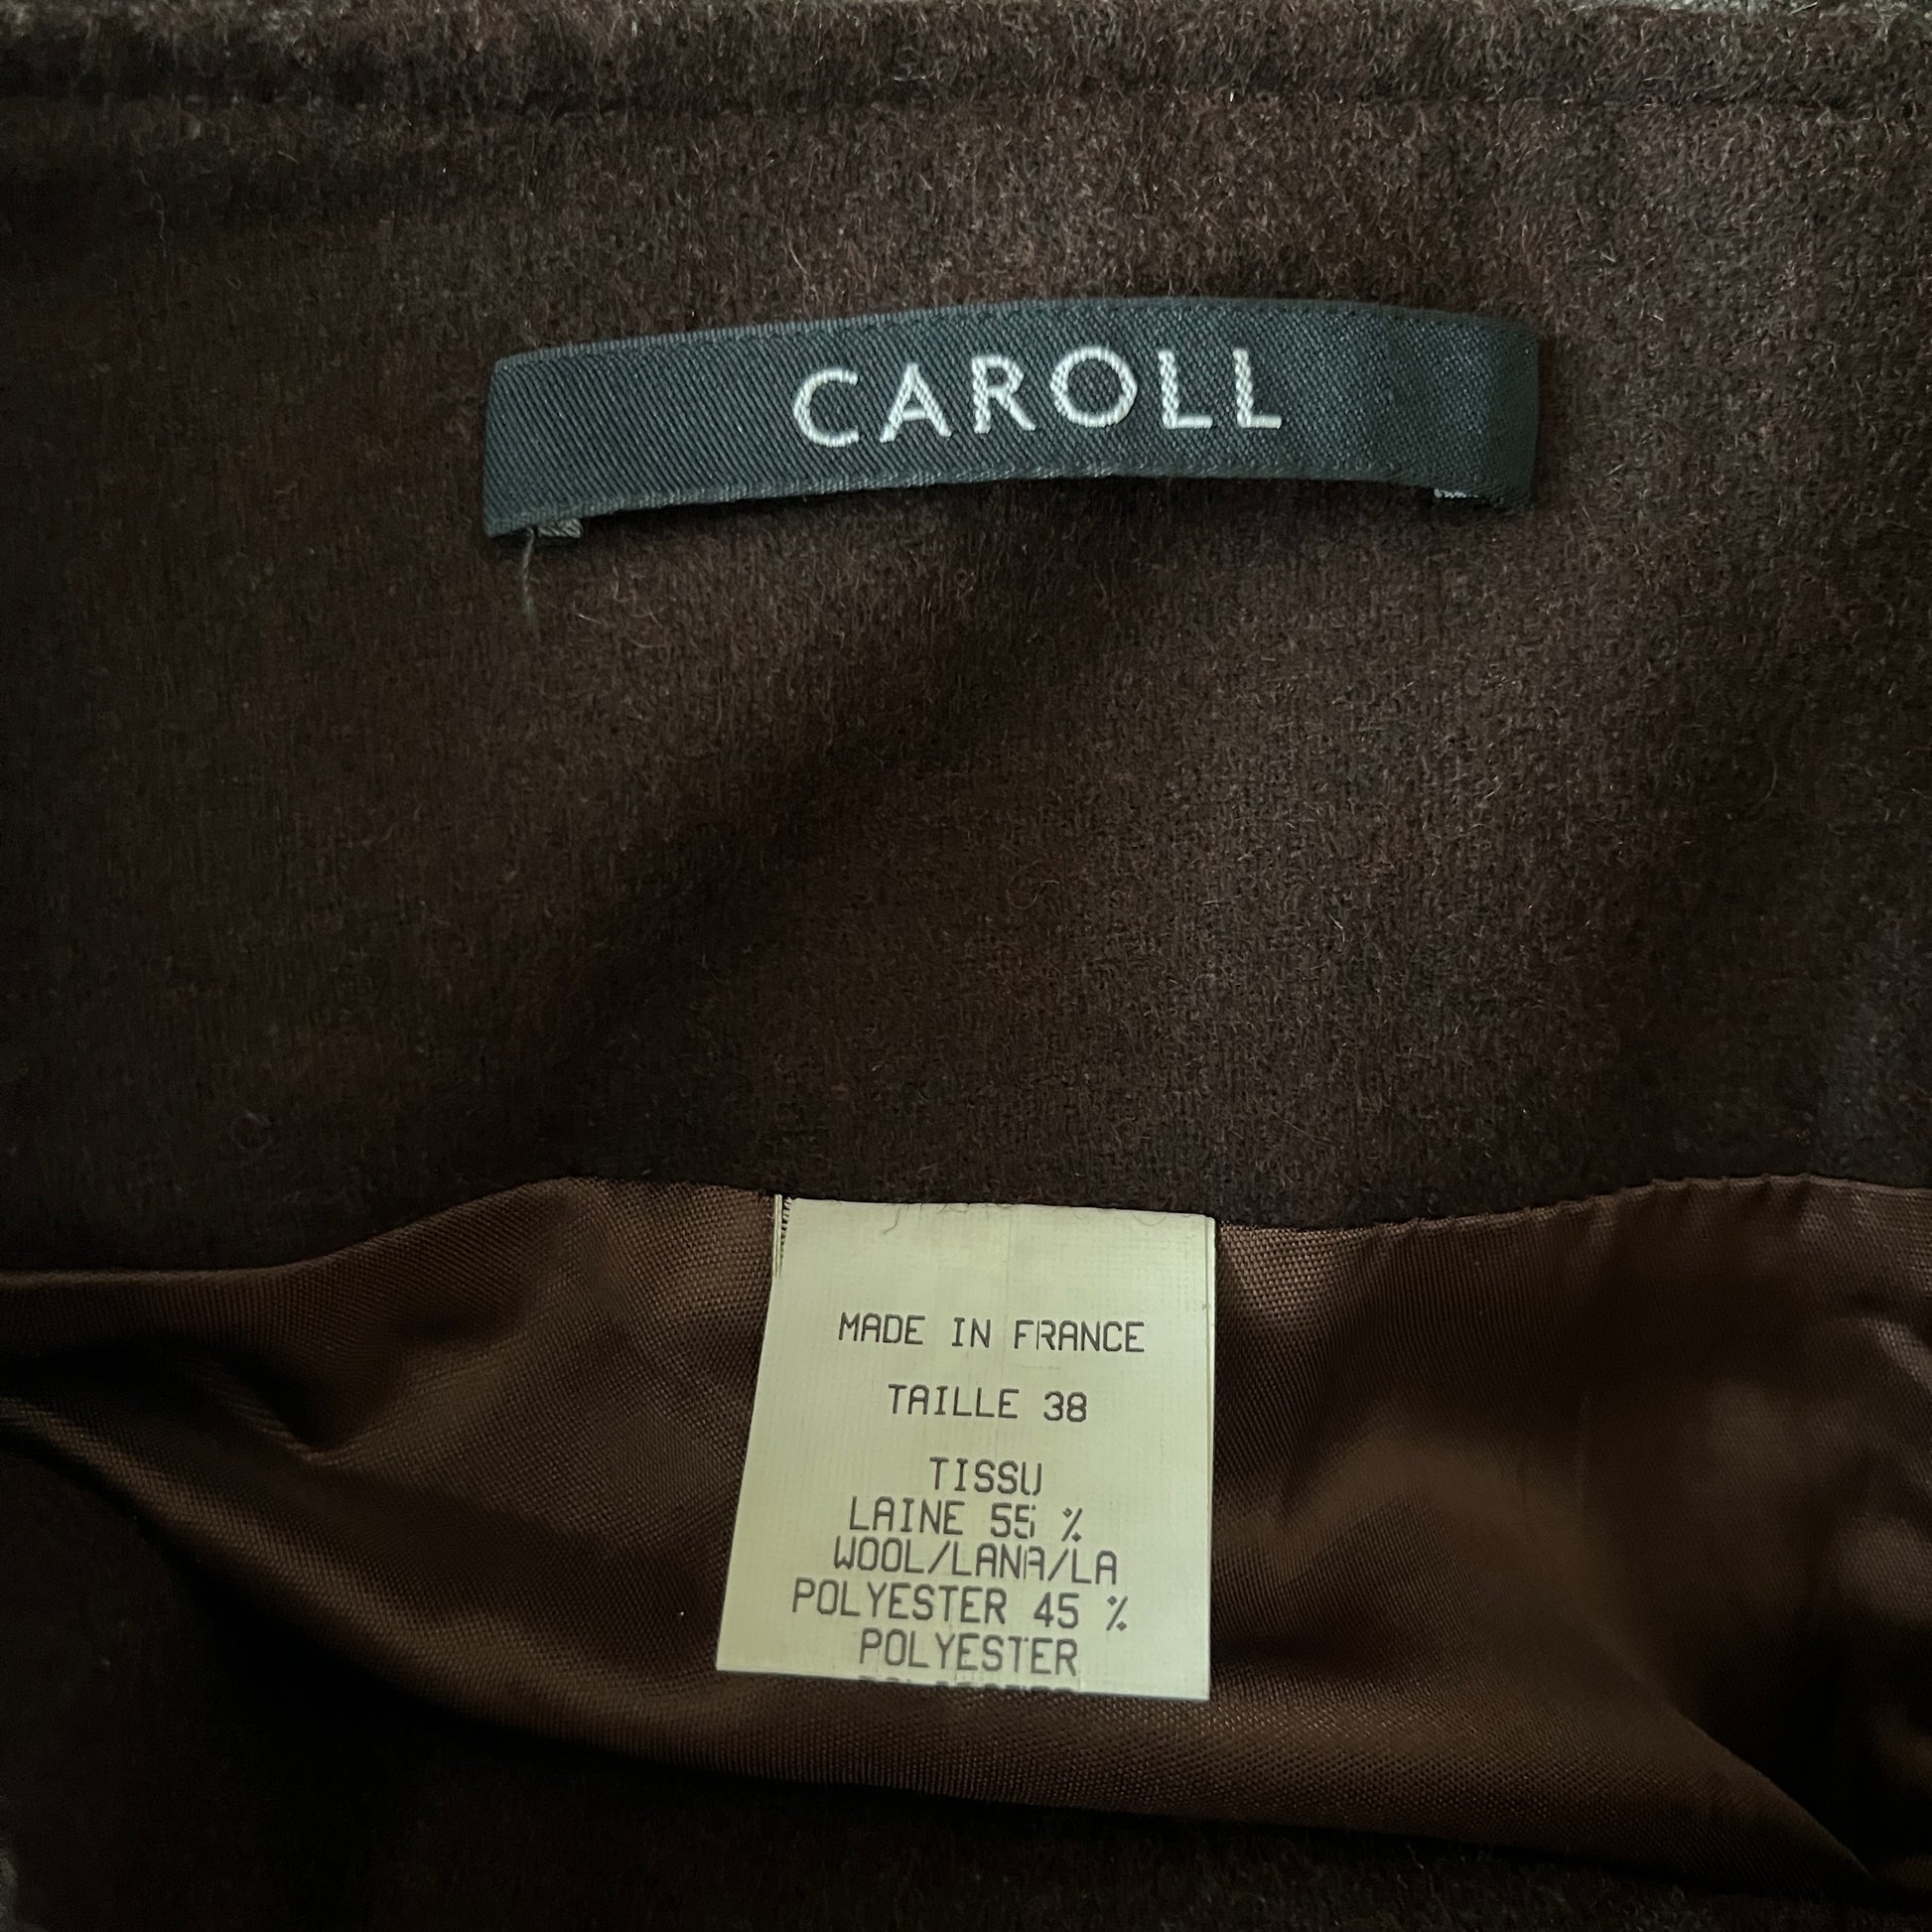 CAROLL
MADE IN FRANCE
TAILLE 38
TISSU
LAINE 55 %
WOOL/LANA/LA
POLYESTER 45 %
POLYESTER